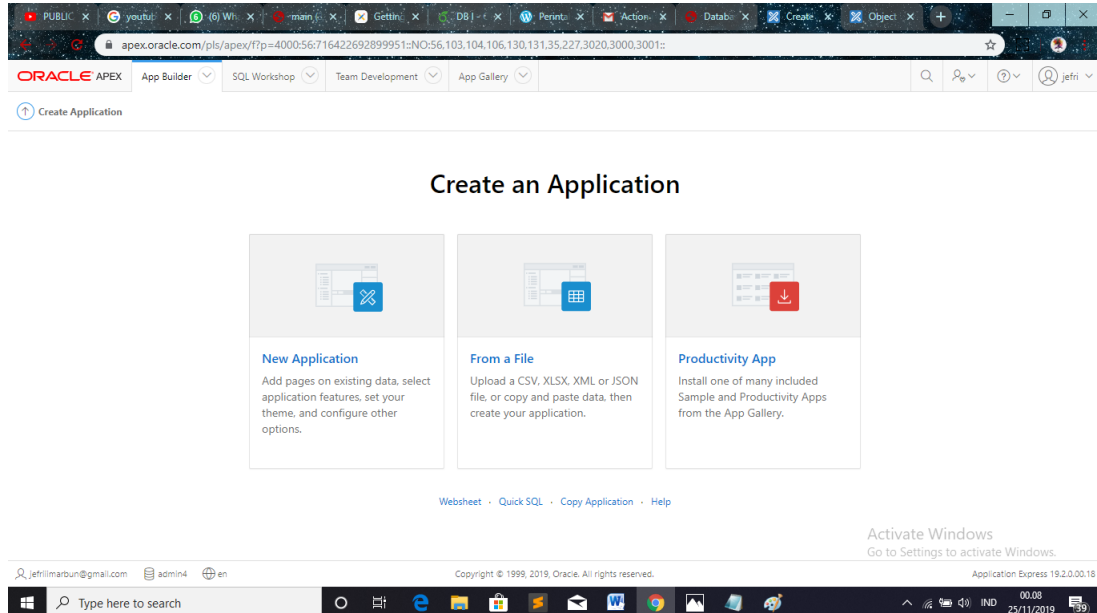 PUBLIC
youtub
(6) Wh
main
Getting
DB I -
Perinta
Action
Databa
Create
Object
apex.oracle.com/pls/apex/f?p=4000:56:716422692899951::NO:56,103,104,106,130,131,35,227,3020,3000,3001::
ORACLE APEX App Builder SQL Workshop Team Development App Gallery jefri
Create Application
Create an Application
New Application
Add pages on existing data, select
application features, set your
theme, and configure other
options.
From a File
Upload a CSV, XLSX, XML or JSON
file, or copy and paste data, then
create your application.
Productivity App
Install one of many included
Sample and Productivity Apps
from the App Gallery.
Websheet · Quick SQL · Copy Application · Help
Activate Windows
Go to Settings to activate Windows.
jefriimarbun@gmail.com admin4 en Copyright © 1999, 2019, Oracle. All rights reserved. Application Express 19.2.0.00.18
Type here to search IND 00.08
25/11/2019 39